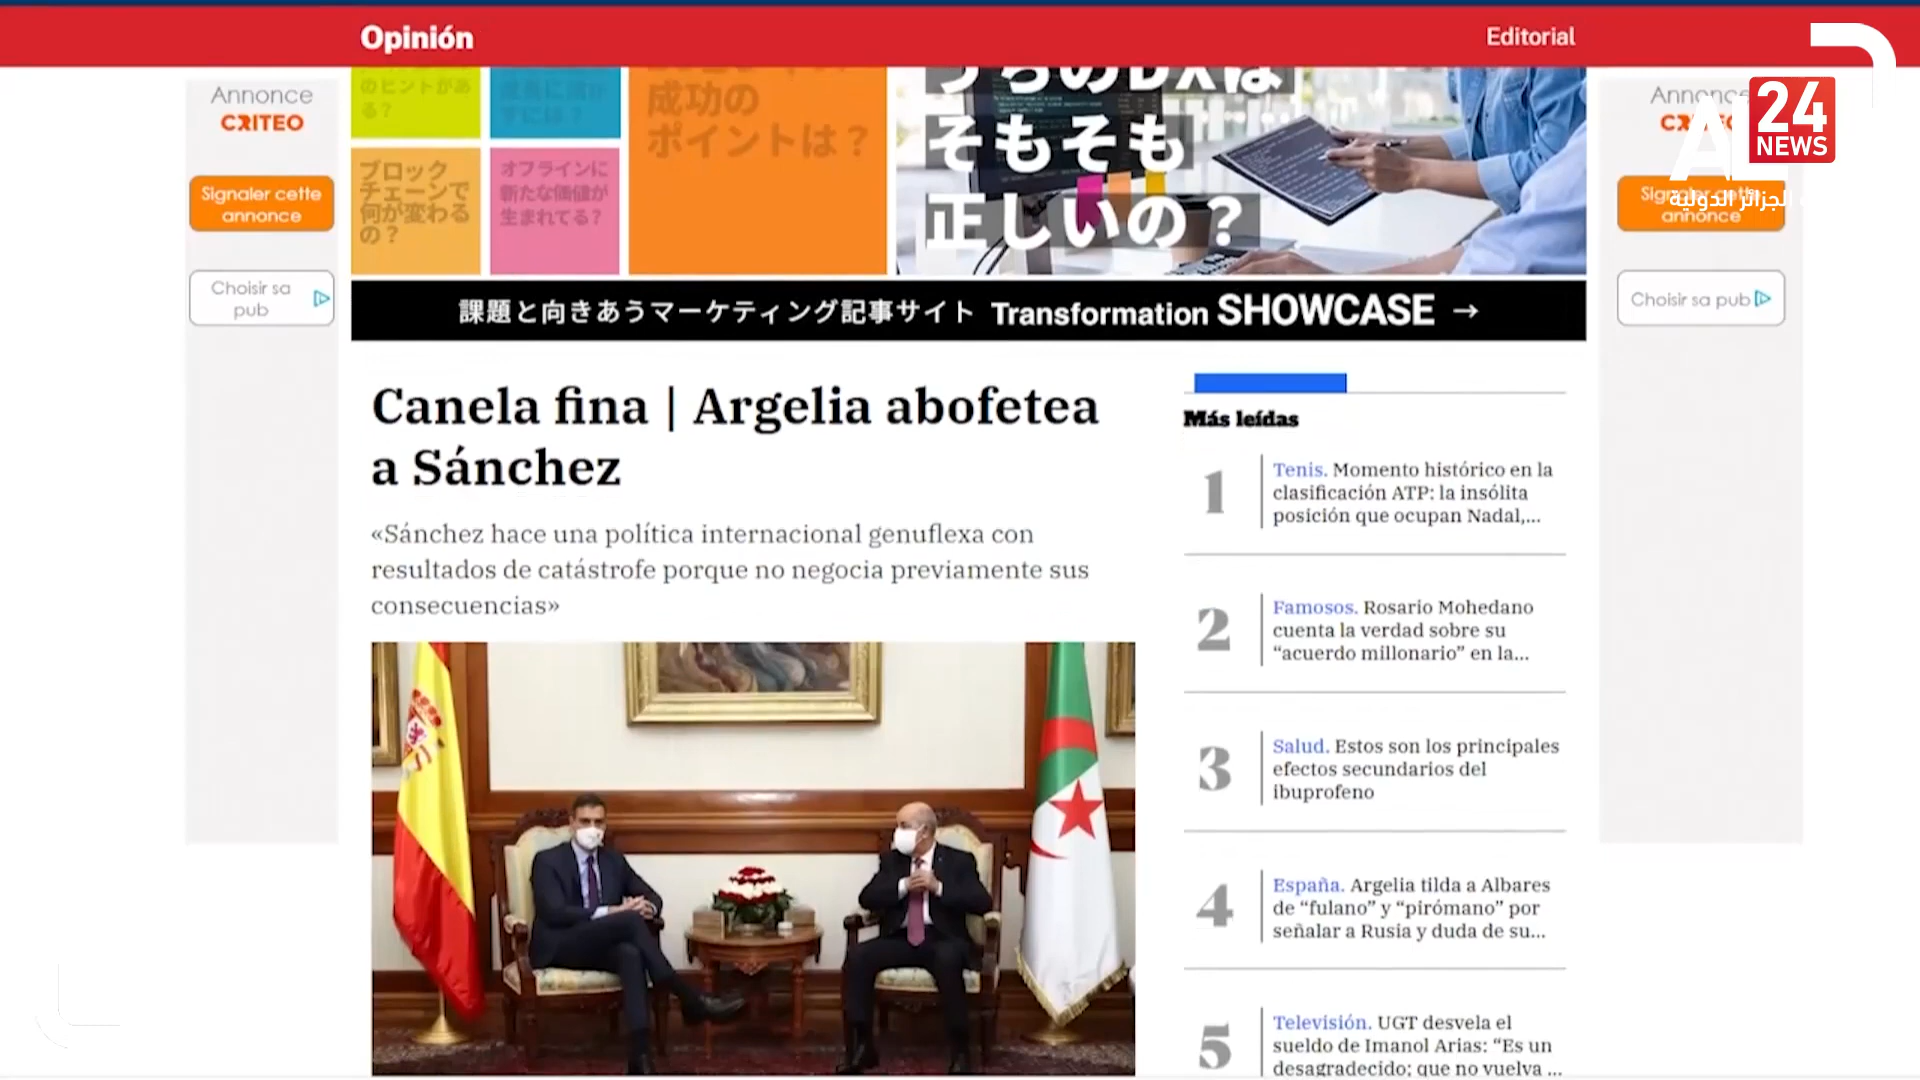 Opinión
Editorial
Annonce
CRITEO
Signaler cette
annonce
Choisir sa
pub
ブロック
チェーンで
何が変わる
の？
オフラインに
新たな価値が
生まれてる？
成功の
ポイントは？
うちのDXは
そもそも
正しいの？
課題と向きあうマーケティング記事サイト Transformation SHOWCASE →
Annonce
24
NEWS
الجزائر الدولية
annonce
Choisir sa pub
Canela fina | Argelia abofetea
a Sánchez
«Sánchez hace una política internacional genuflexa con
resultados de catástrofe porque no negocia previamente sus
consecuencias»
Más leídas
1
Tenis. Momento histórico en la
clasificación ATP: la insólita
posición que ocupan Nadal,...
2
Famosos. Rosario Mohedano
cuenta la verdad sobre su
“acuerdo millonario” en la...
3
Salud. Estos son los principales
efectos secundarios del
ibuprofeno
4
España. Argelia tilda a Albares
de “fulano” y “pirómano” por
señalar a Rusia y duda de su...
5
Televisión. UGT desvela el
sueldo de Imanol Arias: “Es un
desagradecido; que no vuelva ...